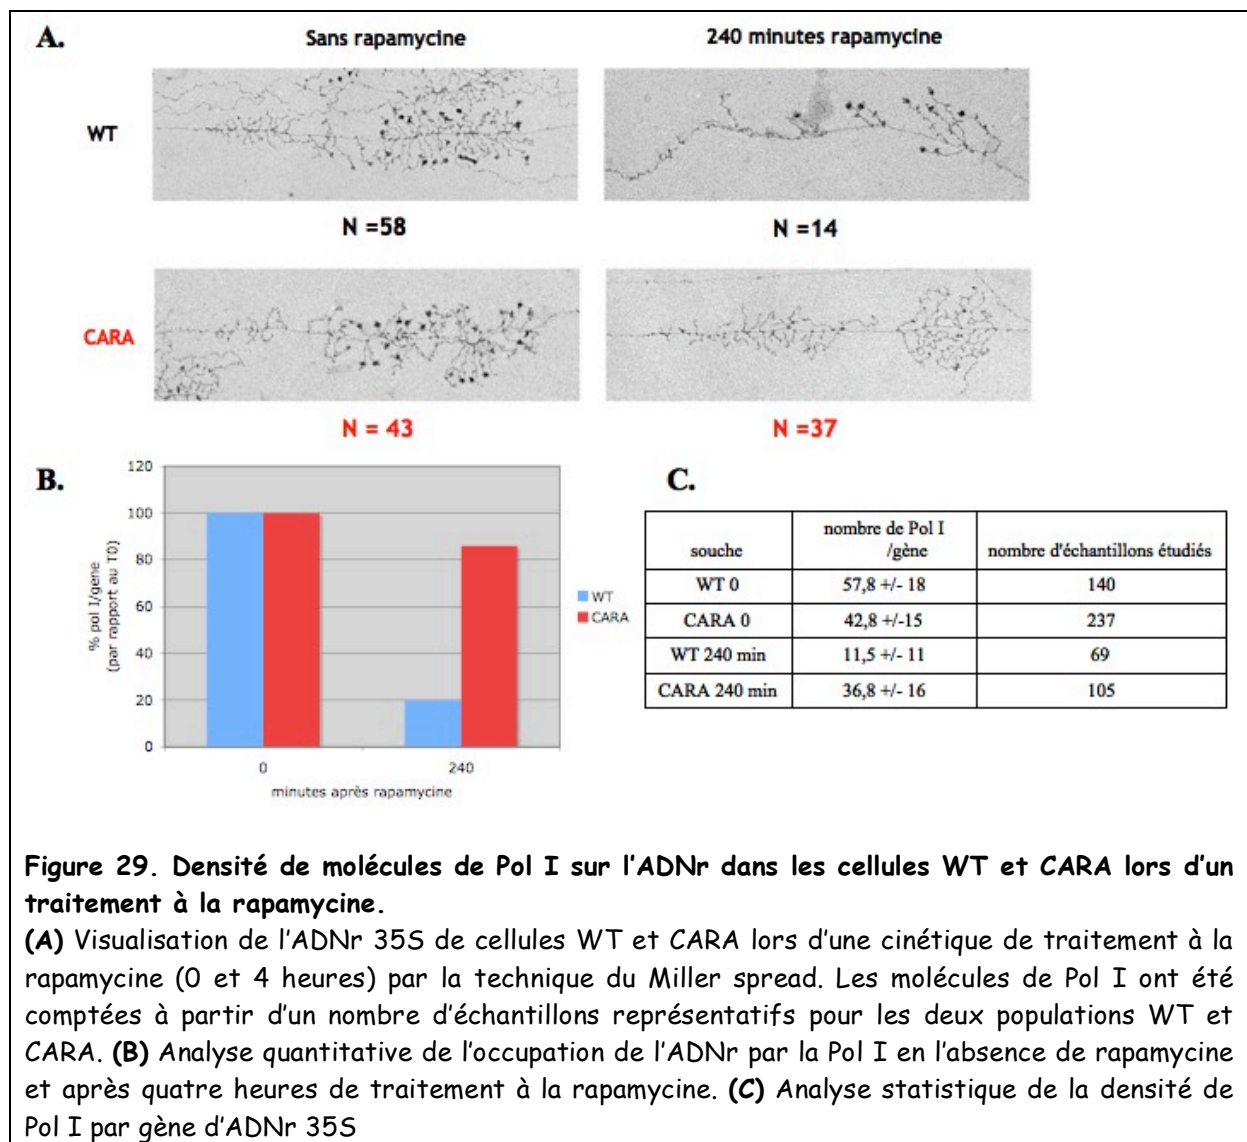 A.
Sans rapamycine
240 minutes rapamycine
WT
N =58
N =14
CARA
N = 43
N =37
B.
120
100
80
60
40
20
0
% pol I/gene
(par rapport au T0)
0
240
minutes après rapamycine
WT
CARA
C.
souche
nombre de Pol I
/gène
nombre d'échantillons étudiés
WT 0
57,8 +/- 18
140
CARA 0
42,8 +/-15
237
WT 240 min
11,5 +/- 11
69
CARA 240 min
36,8 +/- 16
105
Figure 29. Densité de molécules de Pol I sur l'ADNr dans les cellules WT et CARA lors d'un
traitement à la rapamycine.
(A) Visualisation de l'ADNr 35S de cellules WT et CARA lors d'une cinétique de traitement à la
rapamycine (0 et 4 heures) par la technique du Miller spread. Les molécules de Pol I ont été
comptées à partir d'un nombre d'échantillons représentatifs pour les deux populations WT et
CARA. (B) Analyse quantitative de l'occupation de l'ADNr par la Pol I en l'absence de rapamycine
et après quatre heures de traitement à la rapamycine. (C) Analyse statistique de la densité de
Pol I par gène d'ADNr 35S